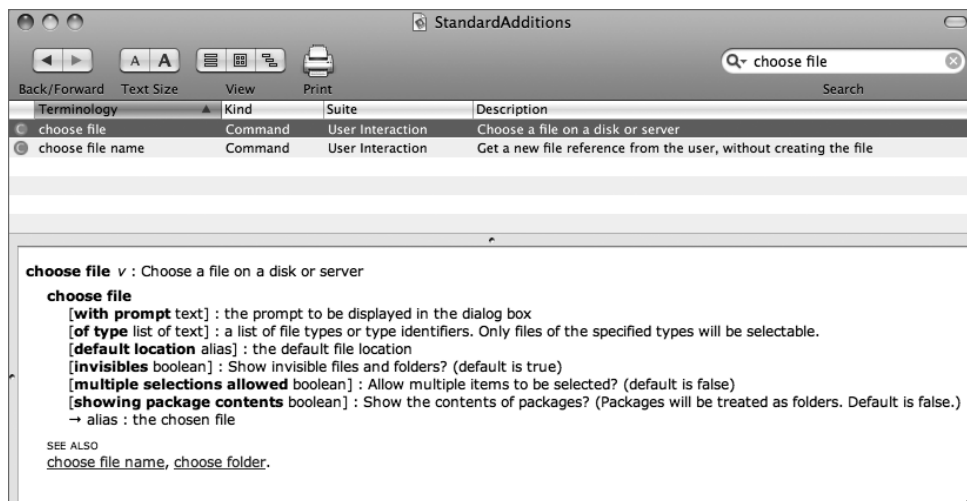 StandardAdditions
A A
choose file
Back/Forward Text Size View Print Search
Terminology Kind Suite Description
C choose file Command User Interaction Choose a file on a disk or server
C choose file name Command User Interaction Get a new file reference from the user, without creating the file
choose file v : Choose a file on a disk or server
choose file
[with prompt text] : the prompt to be displayed in the dialog box
[of type list of text] : a list of file types or type identifiers. Only files of the specified types will be selectable.
[default location alias] : the default file location
[invisibles boolean] : Show invisible files and folders? (default is true)
[multiple selections allowed boolean] : Allow multiple items to be selected? (default is false)
[showing package contents boolean] : Show the contents of packages? (Packages will be treated as folders. Default is false.)
→ alias : the chosen file
SEE ALSO
choose file name, choose folder.